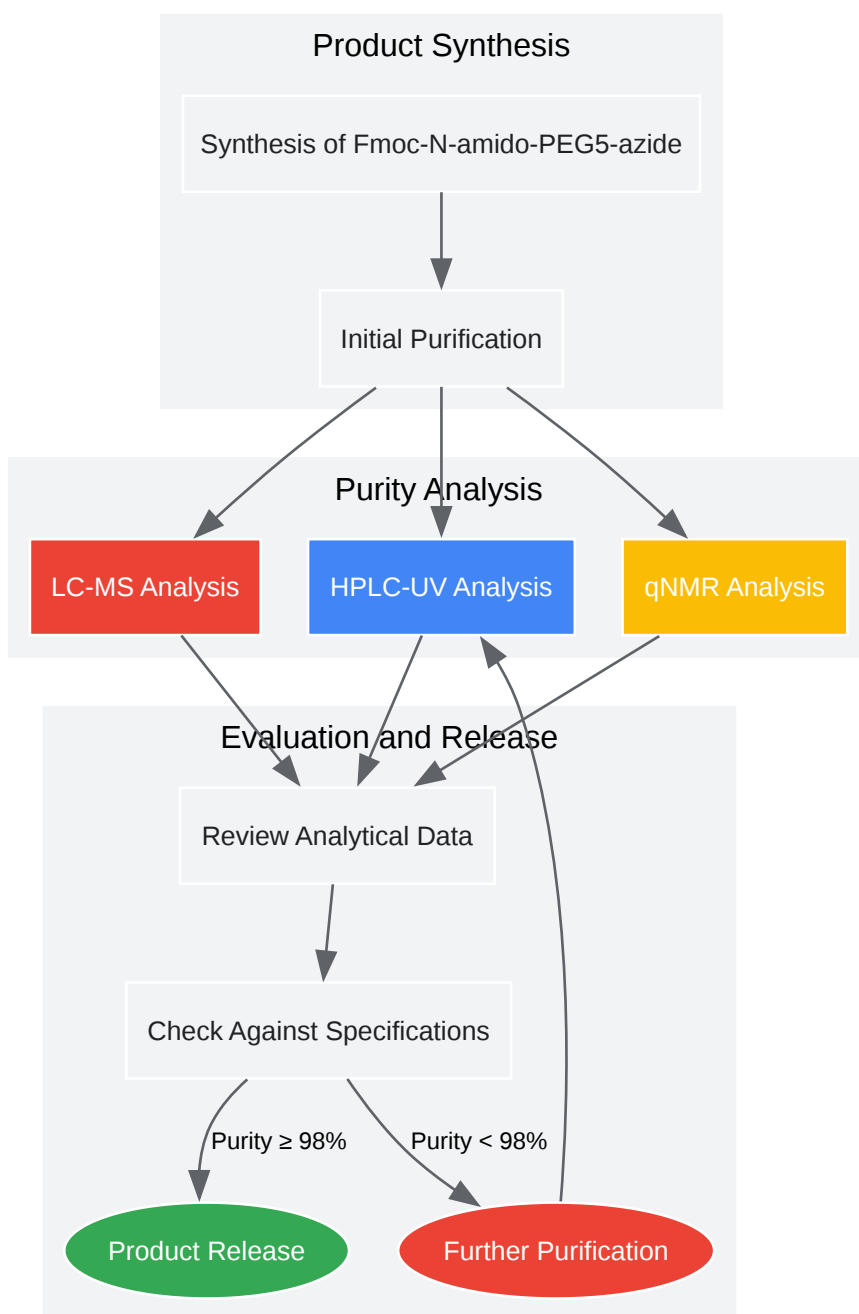 Product Synthesis
Synthesis of Fmoc-N-amido-PEG5-azide
Initial Purification
Purity Analysis
LC-MS Analysis
HPLC-UV Analysis
qNMR Analysis
Evaluation and Release
Review Analytical Data
Check Against Specifications
Purity ≥ 98%
Purity < 98%
Product Release
Further Purification